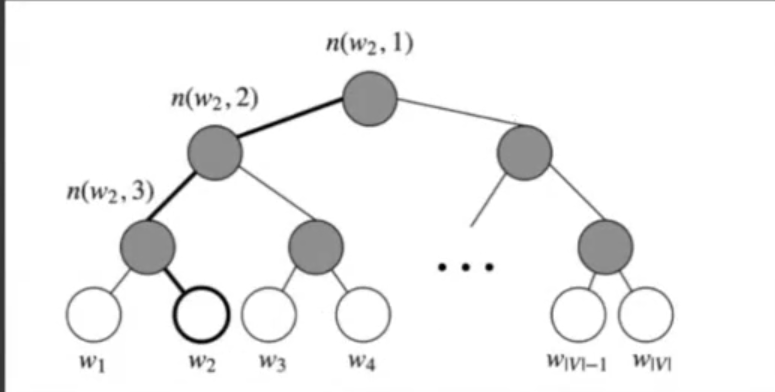 n(w₂, 1)
n(w₂, 2)
n(w₂, 3)
• • •
w₁ w₂ w₃ w₄ w|V|−1 w|V|